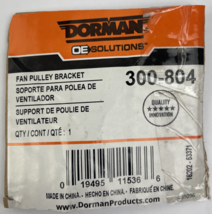 DORMAN
OE SOLUTIONS
FAN PULLEY BRACKET
300-804
SOPORTE PARA POLEA DE
VENTILADOR
SUPPORT DE POULIE DE
VENTILATEUR
QTY / CONT / QTÉ : 1
QUALITY
INNOVATION
0 19495 11536 6
MADE IN CHINA - HECHO EN CHINA - FABRIQUÉ EN CHINE
www.DormanProducts.com